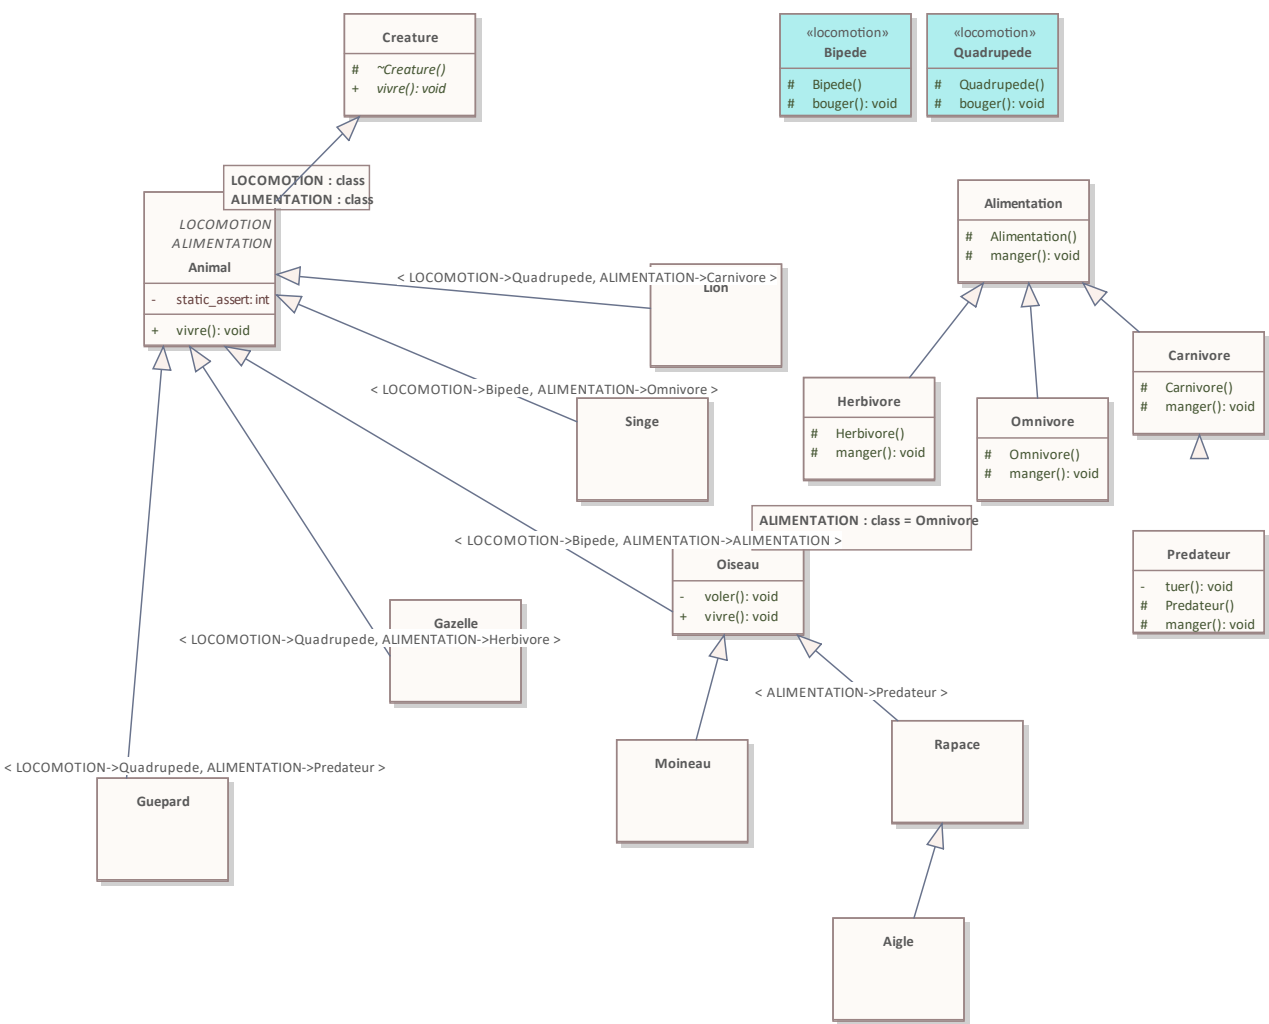 Creature
# ~Creature()
+ vivre(): void
«locomotion»
Bipede
# Bipede()
# bouger(): void
«locomotion»
Quadrupede
# Quadrupede()
# bouger(): void
LOCOMOTION : class
ALIMENTATION : class
LOCOMOTION
ALIMENTATION
Animal
- static_assert: int
+ vivre(): void
Alimentation
# Alimentation()
# manger(): void
< LOCOMOTION->Quadrupede, ALIMENTATION->Carnivore >
Lion
Carnivore
# Carnivore()
# manger(): void
< LOCOMOTION->Bipede, ALIMENTATION->Omnivore >
Singe
Herbivore
# Herbivore()
# manger(): void
Omnivore
# Omnivore()
# manger(): void
ALIMENTATION : class = Omnivore
< LOCOMOTION->Bipede, ALIMENTATION->ALIMENTATION >
Oiseau
- voler(): void
+ vivre(): void
Predateur
- tuer(): void
# Predateur()
# manger(): void
Gazelle
< LOCOMOTION->Quadrupede, ALIMENTATION->Herbivore >
< ALIMENTATION->Predateur >
Moineau
Rapace
< LOCOMOTION->Quadrupede, ALIMENTATION->Predateur >
Guepard
Aigle